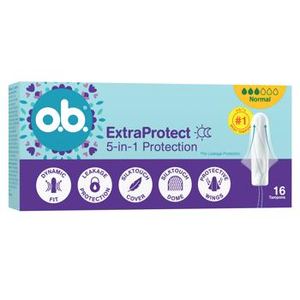 o.b.
ExtraProtect
5-in-1 Protection
Normal
#1
DYNAMIC
FIT
LEAKAGE
PROTECTION
SILKTOUCH
COVER
SILKTOUCH
DOME
PROTECTIVE
WINGS
16
Tampons